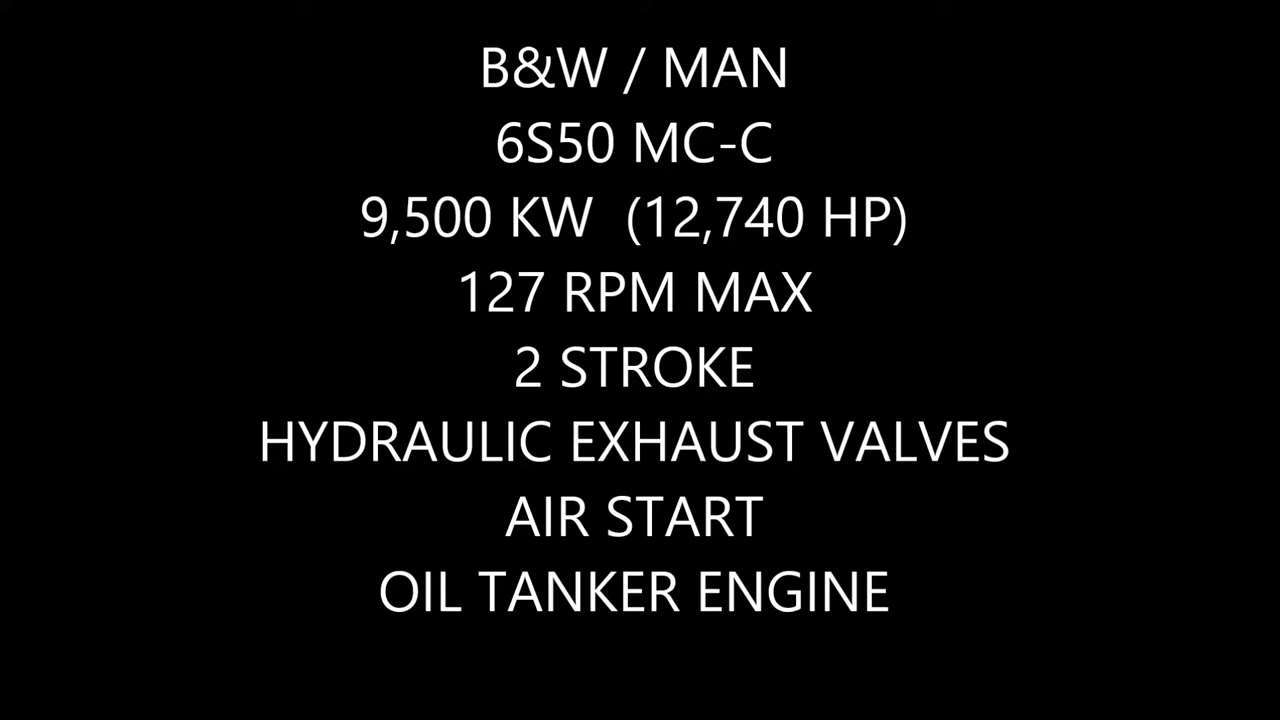 B&W / MAN
6S50 MC-C
9,500 KW  (12,740 HP)
127 RPM MAX
2 STROKE
HYDRAULIC EXHAUST VALVES
AIR START
OIL TANKER ENGINE